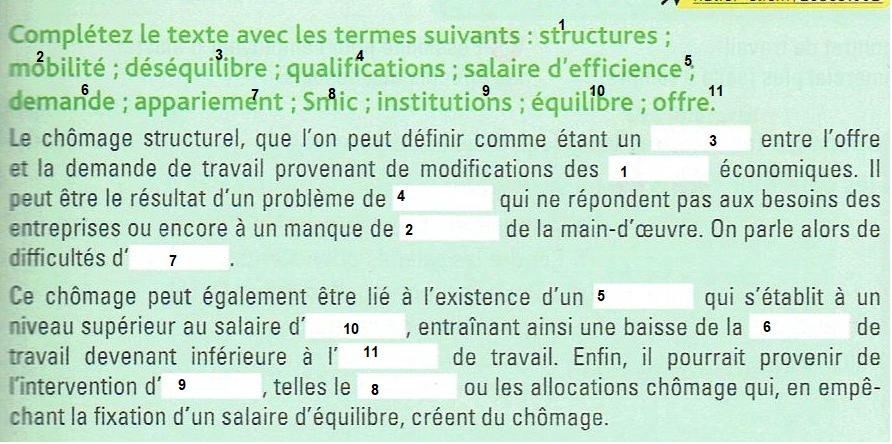 Complétez le texte avec les termes suivants : structures ; 1
mobilité ; déséquilibre ; qualifications ; salaire d'efficience ; 2 3 4 5
demande ; appariement ; Smic ; institutions ; équilibre ; offre. 6 7 8 9 10 11
Le chômage structurel, que l'on peut définir comme étant un 3 entre l'offre
et la demande de travail provenant de modifications des 1 économiques. Il
peut être le résultat d'un problème de 4 qui ne répondent pas aux besoins des
entreprises ou encore à un manque de 2 de la main-d'œuvre. On parle alors de
difficultés d' 7 .
Ce chômage peut également être lié à l'existence d'un 5 qui s'établit à un
niveau supérieur au salaire d' 10 , entraînant ainsi une baisse de la 6 de
travail devenant inférieure à l' 11 de travail. Enfin, il pourrait provenir de
l'intervention d' 9 , telles le 8 ou les allocations chômage qui, en empê-
chant la fixation d'un salaire d'équilibre, créent du chômage.